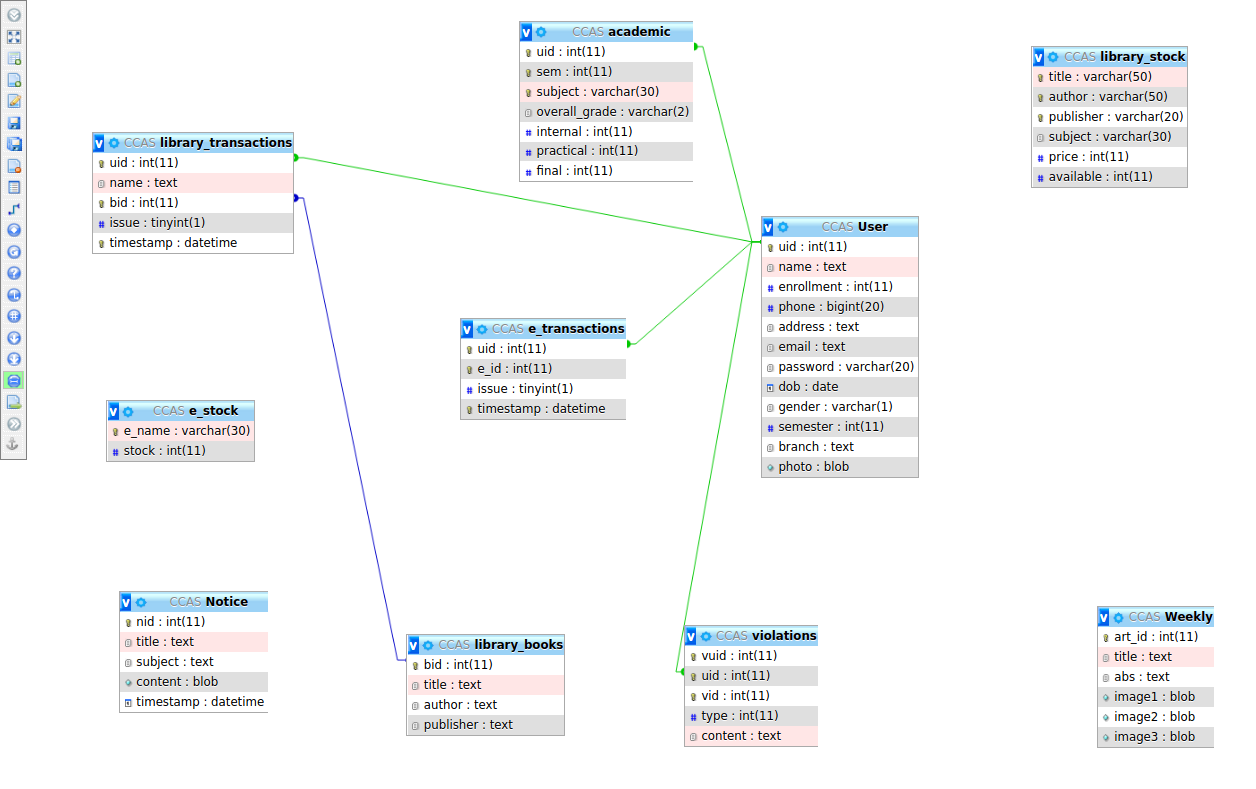 CCAS academic
uid : int(11)
sem : int(11)
subject : varchar(30)
overall_grade : varchar(2)
internal : int(11)
practical : int(11)
final : int(11)
CCAS library_stock
title : varchar(50)
author : varchar(50)
publisher : varchar(20)
subject : varchar(30)
price : int(11)
available : int(11)
CCAS library_transactions
uid : int(11)
name : text
bid : int(11)
issue : tinyint(1)
timestamp : datetime
CCAS User
uid : int(11)
name : text
enrollment : int(11)
phone : bigint(20)
address : text
email : text
password : varchar(20)
dob : date
gender : varchar(1)
semester : int(11)
branch : text
photo : blob
CCAS e_transactions
uid : int(11)
e_id : int(11)
issue : tinyint(1)
timestamp : datetime
CCAS e_stock
e_name : varchar(30)
stock : int(11)
CCAS Notice
nid : int(11)
title : text
subject : text
content : blob
timestamp : datetime
CCAS library_books
bid : int(11)
title : text
author : text
publisher : text
CCAS violations
vuid : int(11)
uid : int(11)
vid : int(11)
type : int(11)
content : text
CCAS Weekly
art_id : int(11)
title : text
abs : text
image1 : blob
image2 : blob
image3 : blob